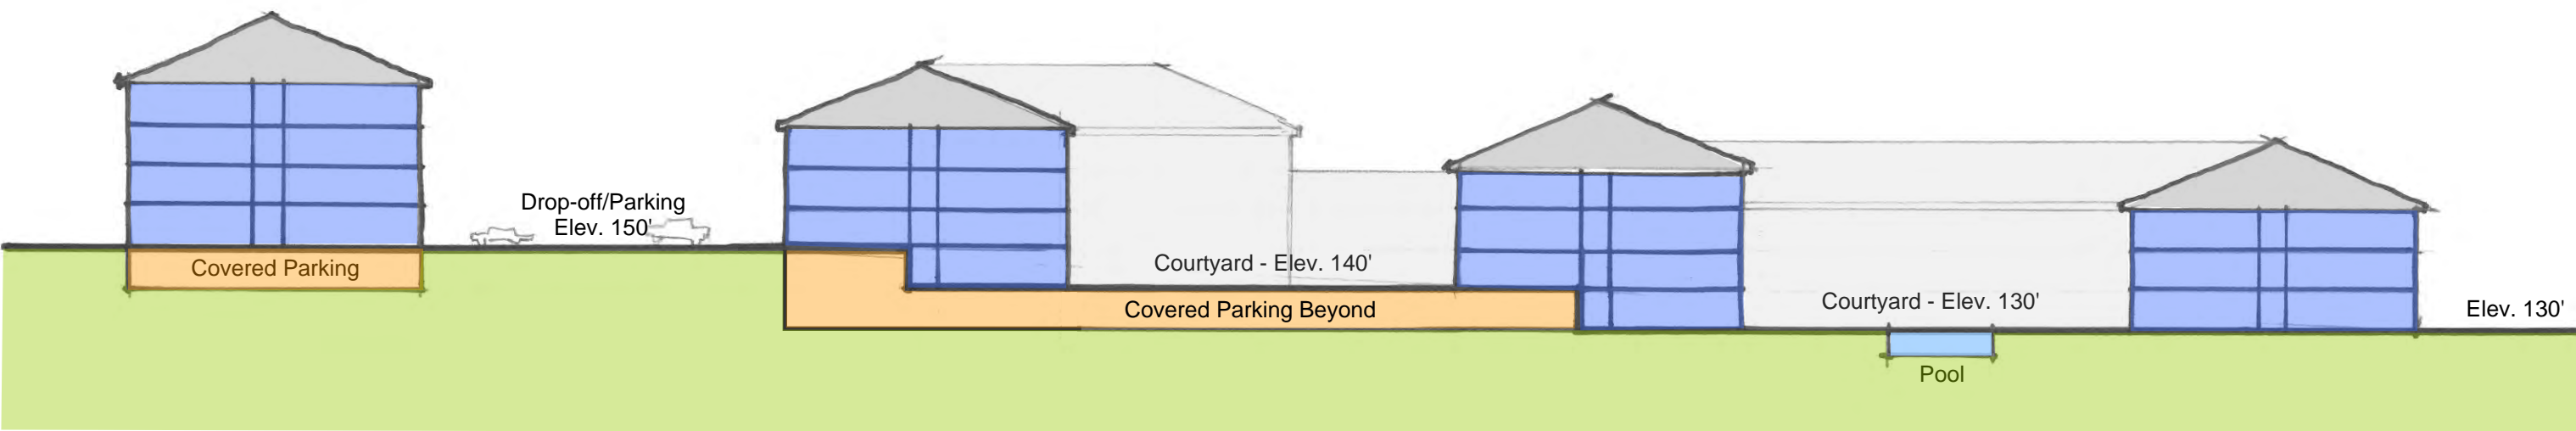 Drop-off/Parking
Elev. 150'
Covered Parking
Courtyard - Elev. 140'
Covered Parking Beyond
Courtyard - Elev. 130'
Elev. 130'
Pool